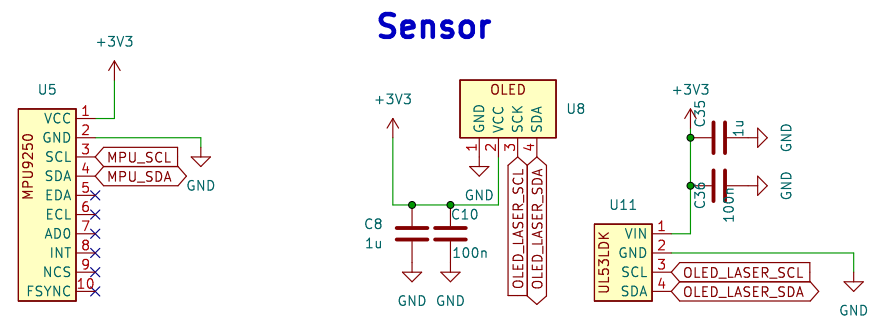 Sensor
+3V3
U5
MPU9250
VCC 1
GND 2
SCL 3 MPU_SCL
SDA 4 MPU_SDA
EDA 5
ECL 6
ADO 7
INT 8
NCS 9
FSYNC 10
GND
+3V3
OLED
U8
GND VCC SCK SDA
1 2 3 4
GND
OLED_LASER_SCL
OLED_LASER_SDA
C8
1u
C10
100n
GND GND
+3V3
C35
1u
GND
C36
100n
GND
U11
UL53LDK
VIN 1
GND 2
SCL 3 OLED_LASER_SCL
SDA 4 OLED_LASER_SDA
GND